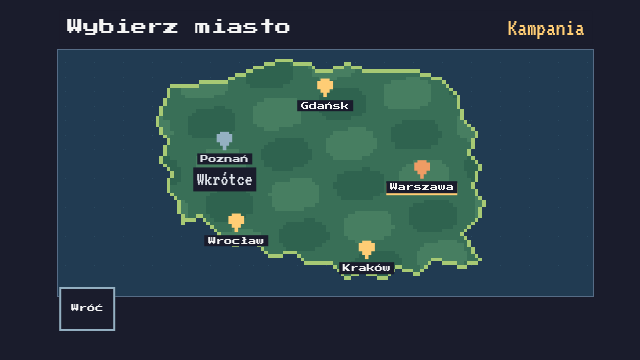 Wybierz miasto
Kampania
Gdańsk
Poznań
Wkrótce
Warszawa
Wrocław
Kraków
Wróć